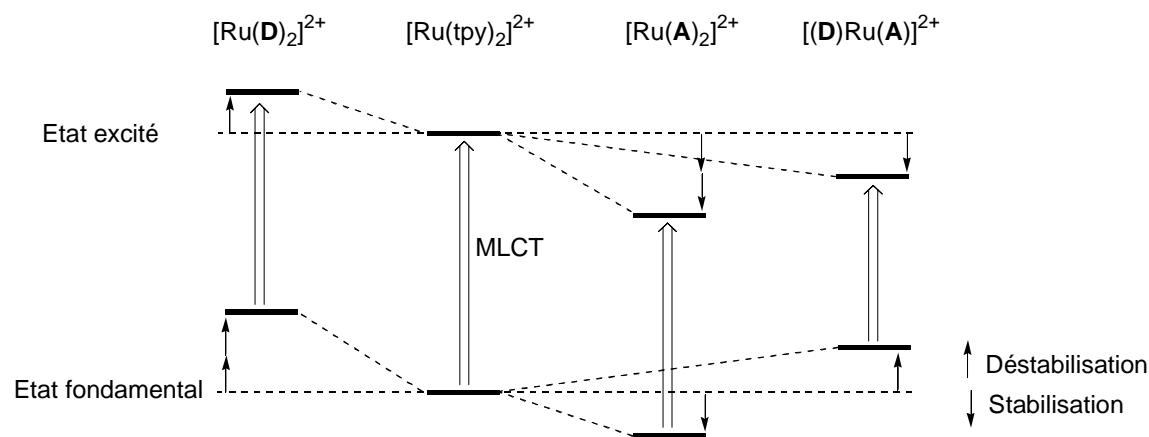 [Ru(D)₂]²⁺ [Ru(tpy)₂]²⁺ [Ru(A)₂]²⁺ [(D)Ru(A)]²⁺
Etat excité
MLCT
Etat fondamental
Déstabilisation
Stabilisation